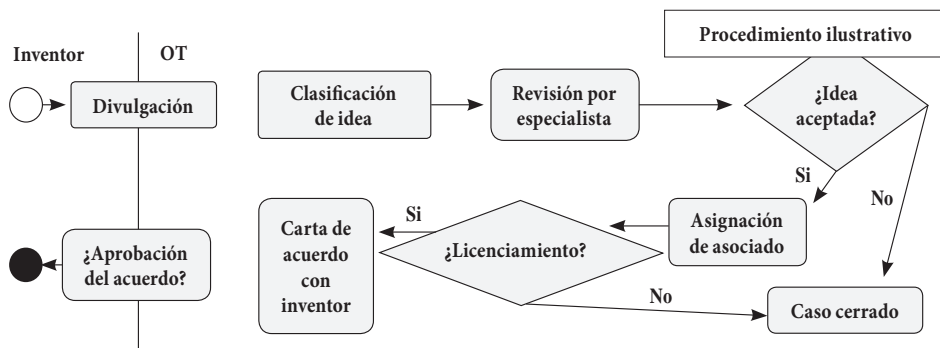 Procedimiento ilustrativo
Inventor
OT
Divulgación
Clasificación
de idea
Revisión por
especialista
¿Idea
aceptada?
Si
No
¿Aprobación
del acuerdo?
Carta de
acuerdo
con
inventor
Si
¿Licenciamiento?
Asignación
de asociado
No
Caso cerrado